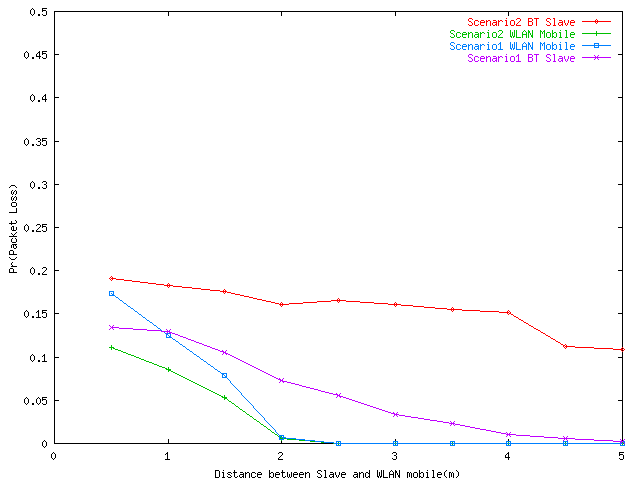 0.5
0.45
0.4
0.35
0.3
0.25
0.2
0.15
0.1
0.05
0
Pr(Packet Loss)
Scenario2 BT Slave
Scenario2 WLAN Mobile
Scenario1 WLAN Mobile
Scenario1 BT Slave
0 1 2 3 4 5
Distance between Slave and WLAN mobile(m)